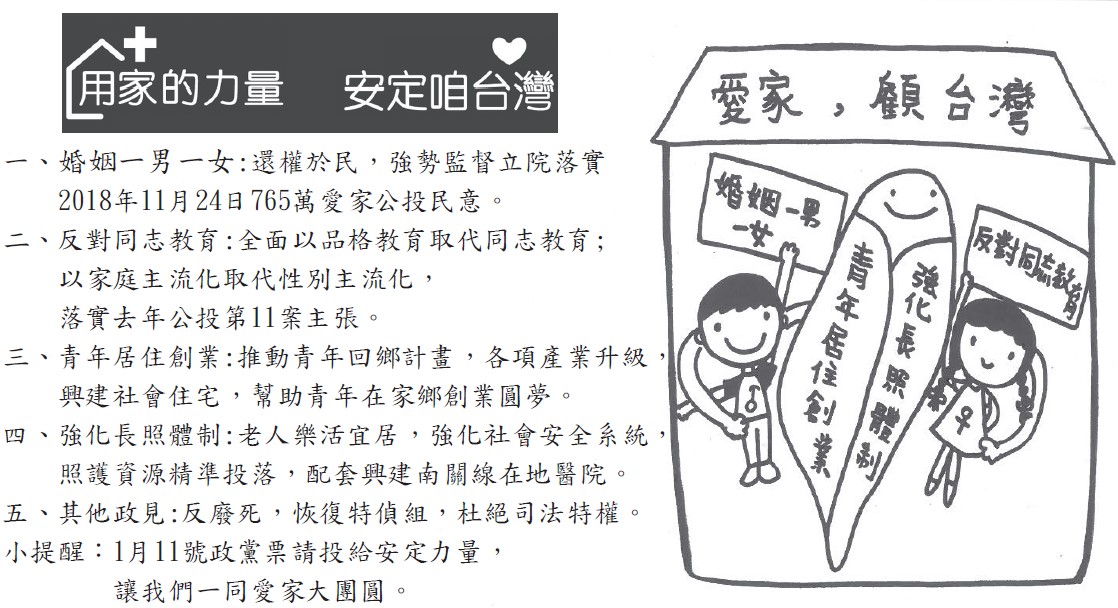 用家的力量 安定咱台灣
一、婚姻一男一女:還權於民，強勢監督立院落實
2018年11月24日765萬愛家公投民意。
二、反對同志教育:全面以品格教育取代同志教育;
以家庭主流化取代性別主流化，
落實去年公投第11案主張。
三、青年居住創業:推動青年回鄉計畫，各項產業升級，
興建社會住宅，幫助青年在家鄉創業圓夢。
四、強化長照體制:老人樂活宜居，強化社會安全系統，
照護資源精準投落，配套興建南關線在地醫院。
五、其他政見:反廢死，恢復特偵組，杜絕司法特權。
小提醒：1月11號政黨票請投給安定力量，
讓我們一同愛家大團圓。
愛家，顧台灣
婚姻一男
一女
反對同志教育
青年居住創業
強化長照體制